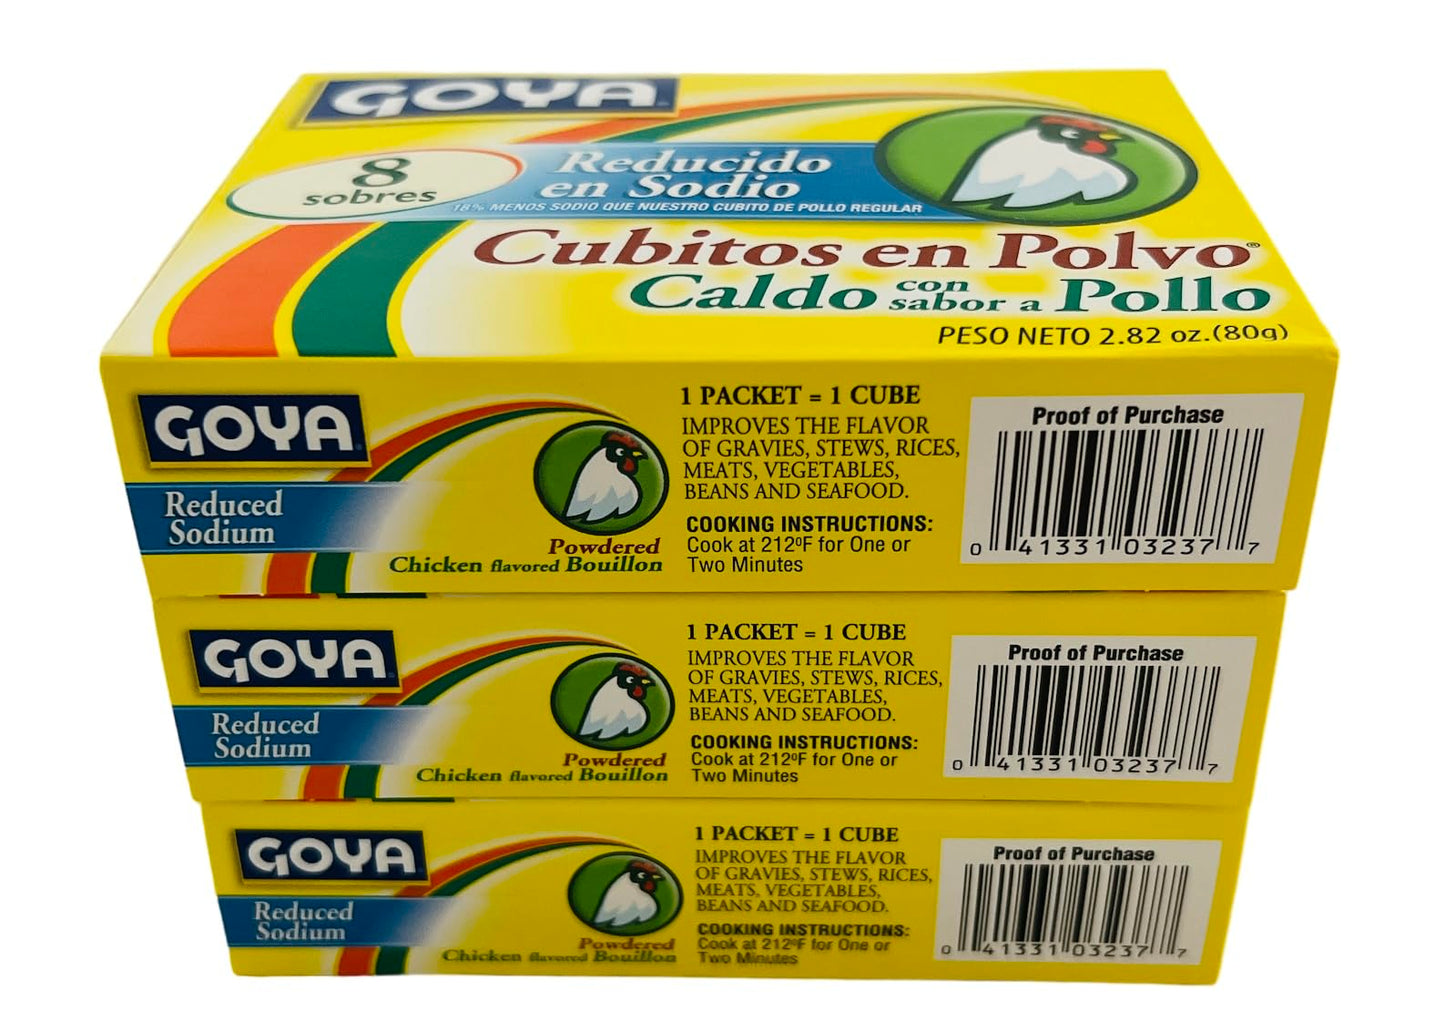 GOYA
8
sobres
Reducido
en Sodio
18% MENOS SODIO QUE NUESTRO CUBITO DE POLLO REGULAR
Cubitos en Polvo®
Caldo con sabor a Pollo
PESO NETO 2.82 oz.(80g)
GOYA
Reduced
Sodium
Powdered
Chicken flavored Bouillon
1 PACKET = 1 CUBE
IMPROVES THE FLAVOR
OF GRAVIES, STEWS, RICES,
MEATS, VEGETABLES,
BEANS AND SEAFOOD.
COOKING INSTRUCTIONS:
Cook at 212ºF for One or
Two Minutes
Proof of Purchase
0 41331 03237 7
GOYA
Reduced
Sodium
Powdered
Chicken flavored Bouillon
1 PACKET = 1 CUBE
IMPROVES THE FLAVOR
OF GRAVIES, STEWS, RICES,
MEATS, VEGETABLES,
BEANS AND SEAFOOD.
COOKING INSTRUCTIONS:
Cook at 212ºF for One or
Two Minutes
Proof of Purchase
0 41331 03237 7
GOYA
Reduced
Sodium
Powdered
Chicken flavored Bouillon
1 PACKET = 1 CUBE
IMPROVES THE FLAVOR
OF GRAVIES, STEWS, RICES,
MEATS, VEGETABLES,
BEANS AND SEAFOOD.
COOKING INSTRUCTIONS:
Cook at 212ºF for One or
Two Minutes
Proof of Purchase
0 41331 03237 7